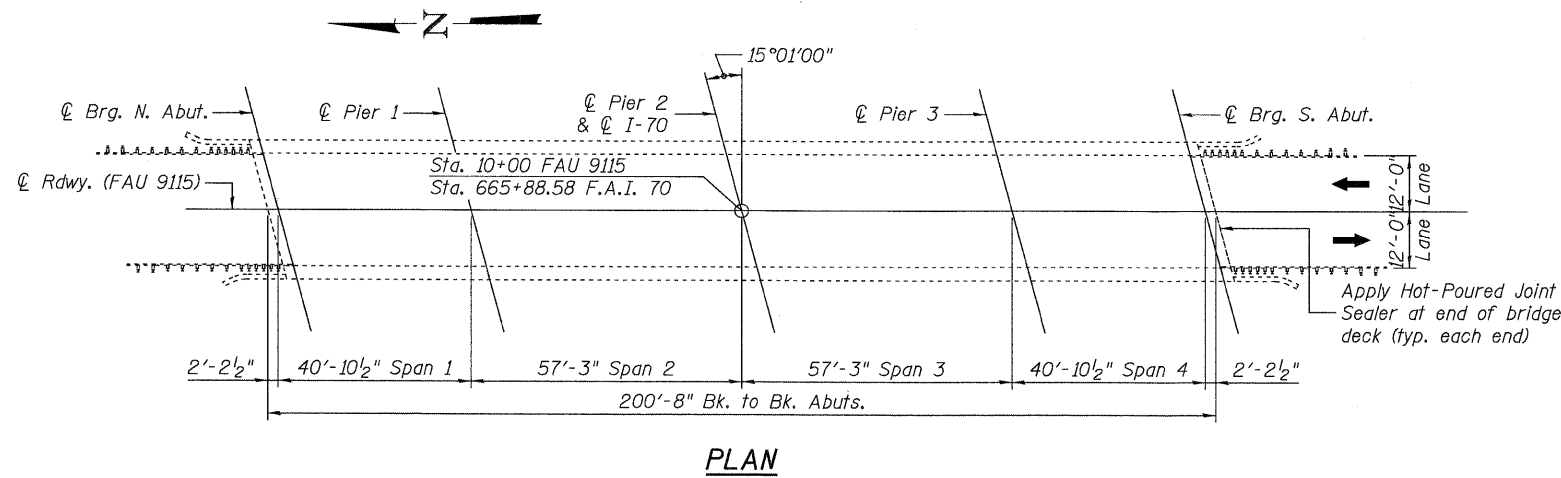 N
15°01'00"
℄ Brg. N. Abut.
℄ Pier 1
℄ Pier 2
& ℄ I-70
℄ Pier 3
℄ Brg. S. Abut.
℄ Rdwy. (FAU 9115)
Sta. 10+00 FAU 9115
Sta. 665+88.58 F.A.I. 70
12'-0"
Lane
12'-0"
Lane
Apply Hot-Poured Joint
Sealer at end of bridge
deck (typ. each end)
2'-2½"
40'-10½" Span 1
57'-3" Span 2
57'-3" Span 3
40'-10½" Span 4
2'-2½"
200'-8" Bk. to Bk. Abuts.
PLAN